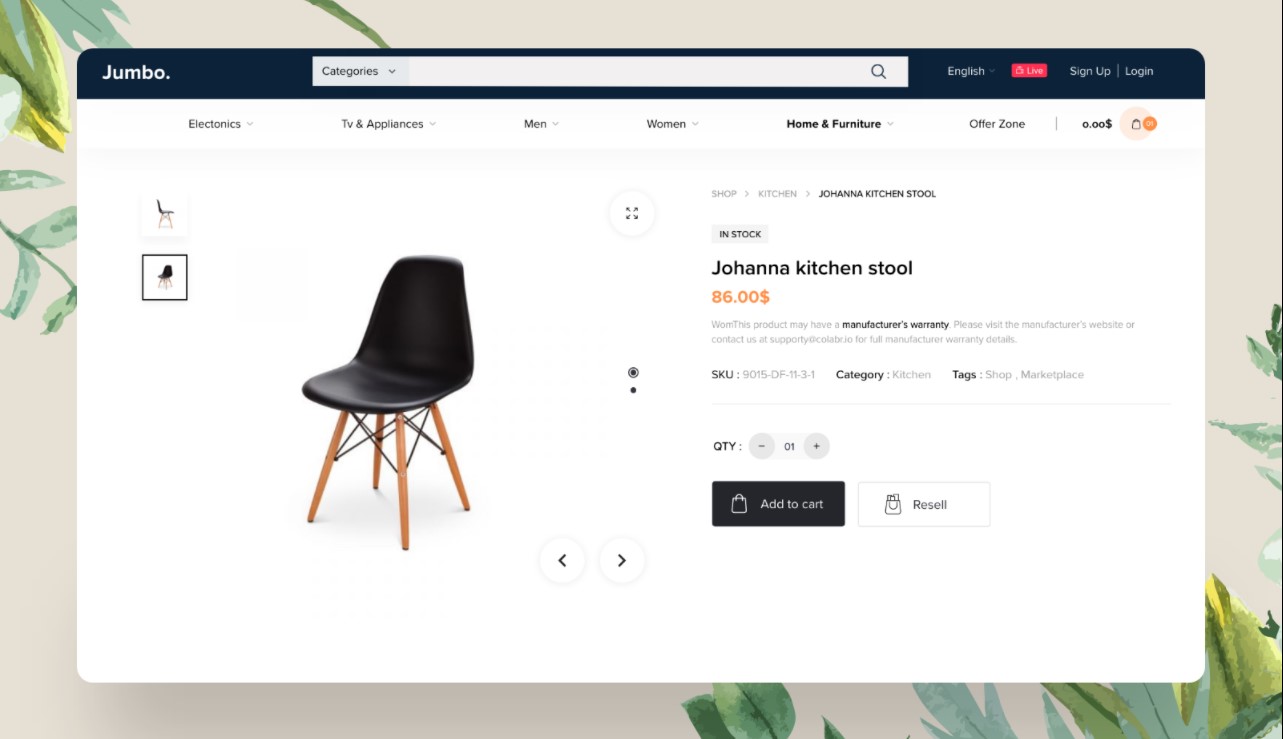 Jumbo.
Categories
English
Live
Sign Up | Login
Electonics
Tv & Appliances
Men
Women
Home & Furniture
Offer Zone
0.00$
01
SHOP > KITCHEN > JOHANNA KITCHEN STOOL
IN STOCK
Johanna kitchen stool
86.00$
WomThis product may have a manufacturer's warranty. Please visit the manufacturer's website or
contact us at supporty@colabr.io for full manufacturer warranty details.
SKU : 9015-DF-11-3-1 Category : Kitchen Tags : Shop , Marketplace
QTY : − 01 +
Add to cart
Resell